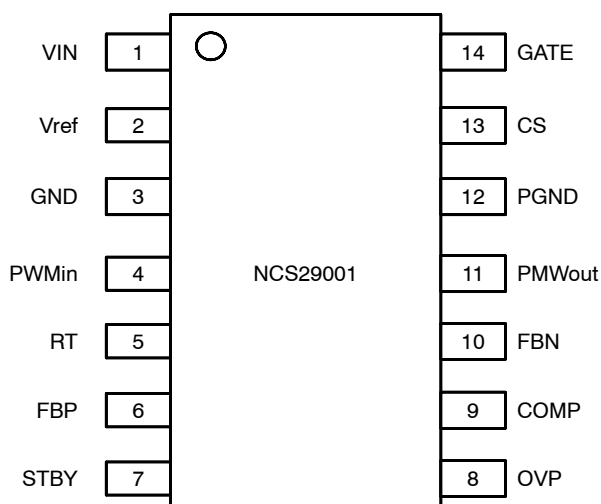 VIN 1 14 GATE
Vref 2 13 CS
GND 3 12 PGND
PWMin 4 NCS29001 11 PMWout
RT 5 10 FBN
FBP 6 9 COMP
STBY 7 8 OVP